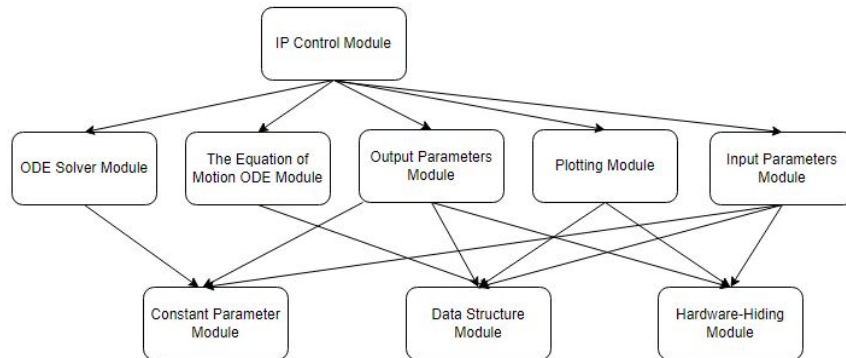 IP Control Module
ODE Solver Module
The Equation of
Motion ODE Module
Output Parameters
Module
Plotting Module
Input Parameters
Module
Constant Parameter
Module
Data Structure
Module
Hardware-Hiding
Module